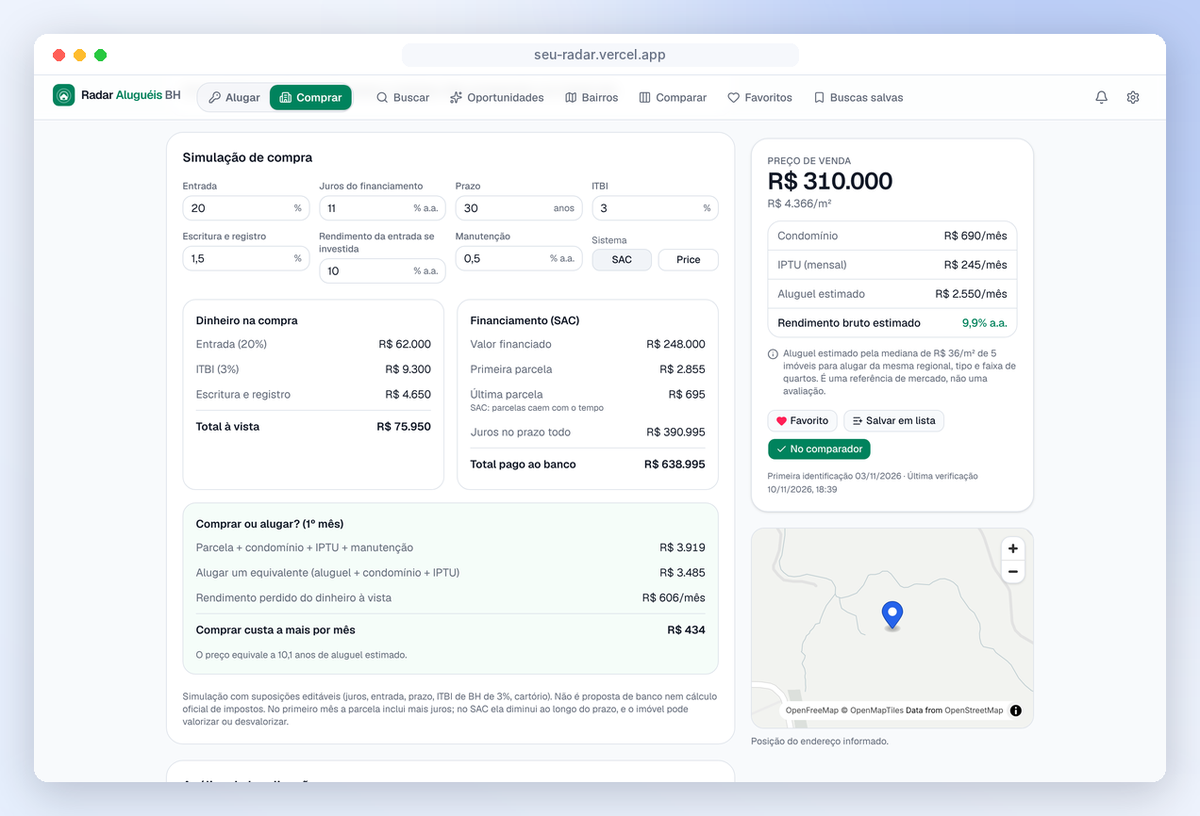 seu-radar.vercel.app
Radar Aluguéis BH
Alugar
Comprar
Buscar
Oportunidades
Bairros
Comparar
Favoritos
Buscas salvas
Simulação de compra
Entrada
20 %
Juros do financiamento
11 % a.a.
Prazo
30 anos
ITBI
3 %
Escritura e registro
1,5 %
Rendimento da entrada se
investida
10 % a.a.
Manutenção
0,5 % a.a.
Sistema
SAC
Price
Dinheiro na compra
Entrada (20%) R$ 62.000
ITBI (3%) R$ 9.300
Escritura e registro R$ 4.650
Total à vista R$ 75.950
Financiamento (SAC)
Valor financiado R$ 248.000
Primeira parcela R$ 2.855
Última parcela R$ 695
SAC: parcelas caem com o tempo
Juros no prazo todo R$ 390.995
Total pago ao banco R$ 638.995
Comprar ou alugar? (1º mês)
Parcela + condomínio + IPTU + manutenção R$ 3.919
Alugar um equivalente (aluguel + condomínio + IPTU) R$ 3.485
Rendimento perdido do dinheiro à vista R$ 606/mês
Comprar custa a mais por mês R$ 434
O preço equivale a 10,1 anos de aluguel estimado.
Simulação com suposições editáveis (juros, entrada, prazo, ITBI de BH de 3%, cartório). Não é proposta de banco nem cálculo
oficial de impostos. No primeiro mês a parcela inclui mais juros; no SAC ela diminui ao longo do prazo, e o imóvel pode
valorizar ou desvalorizar.
PREÇO DE VENDA
R$ 310.000
R$ 4.366/m²
Condomínio R$ 690/mês
IPTU (mensal) R$ 245/mês
Aluguel estimado R$ 2.550/mês
Rendimento bruto estimado 9,9% a.a.
Aluguel estimado pela mediana de R$ 36/m² de 5
imóveis para alugar da mesma regional, tipo e faixa de
quartos. É uma referência de mercado, não uma
avaliação.
Favorito
Salvar em lista
No comparador
Primeira identificação 03/11/2026 · Última verificação
10/11/2026, 18:39
+
−
OpenFreeMap © OpenMapTiles Data from OpenStreetMap
Posição do endereço informado.